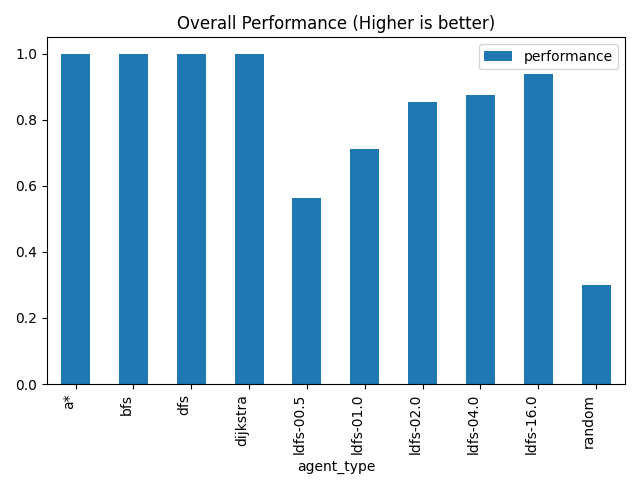 Overall Performance (Higher is better)
performance
1.0
0.8
0.6
0.4
0.2
0.0
a*
bfs
dfs
dijkstra
ldfs-00.5
ldfs-01.0
ldfs-02.0
ldfs-04.0
ldfs-16.0
random
agent_type